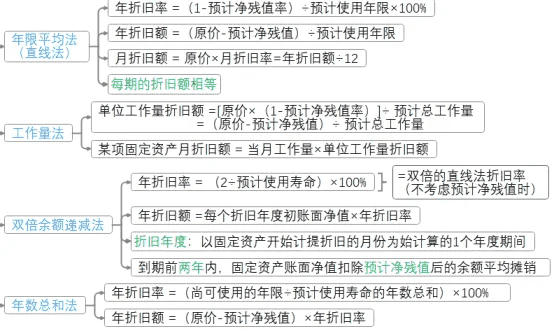 年限平均法
（直线法）
年折旧率 =（1-预计净残值率）÷预计使用年限×100%
年折旧额 =（原价-预计净残值）÷预计使用年限
月折旧额 = 原价×月折旧率=年折旧额÷12
每期的折旧额相等
工作量法
单位工作量折旧额 =[原价×（1-预计净残值率）]÷ 预计总工作量
=（原价-预计净残值）÷ 预计总工作量
某项固定资产月折旧额 = 当月工作量×单位工作量折旧额
双倍余额递减法
年折旧率 = （2÷预计使用寿命）×100%
=双倍的直线法折旧率
（不考虑预计净残值时）
年折旧额 =每个折旧年度初账面净值×年折旧率
折旧年度：以固定资产开始计提折旧的月份为始计算的1个年度期间
到期前两年内，固定资产账面净值扣除预计净残值后的余额平均摊销
年数总和法
年折旧率 =（尚可使用的年限÷预计使用寿命的年数总和）×100%
年折旧额 =（原价-预计净残值）×年折旧率